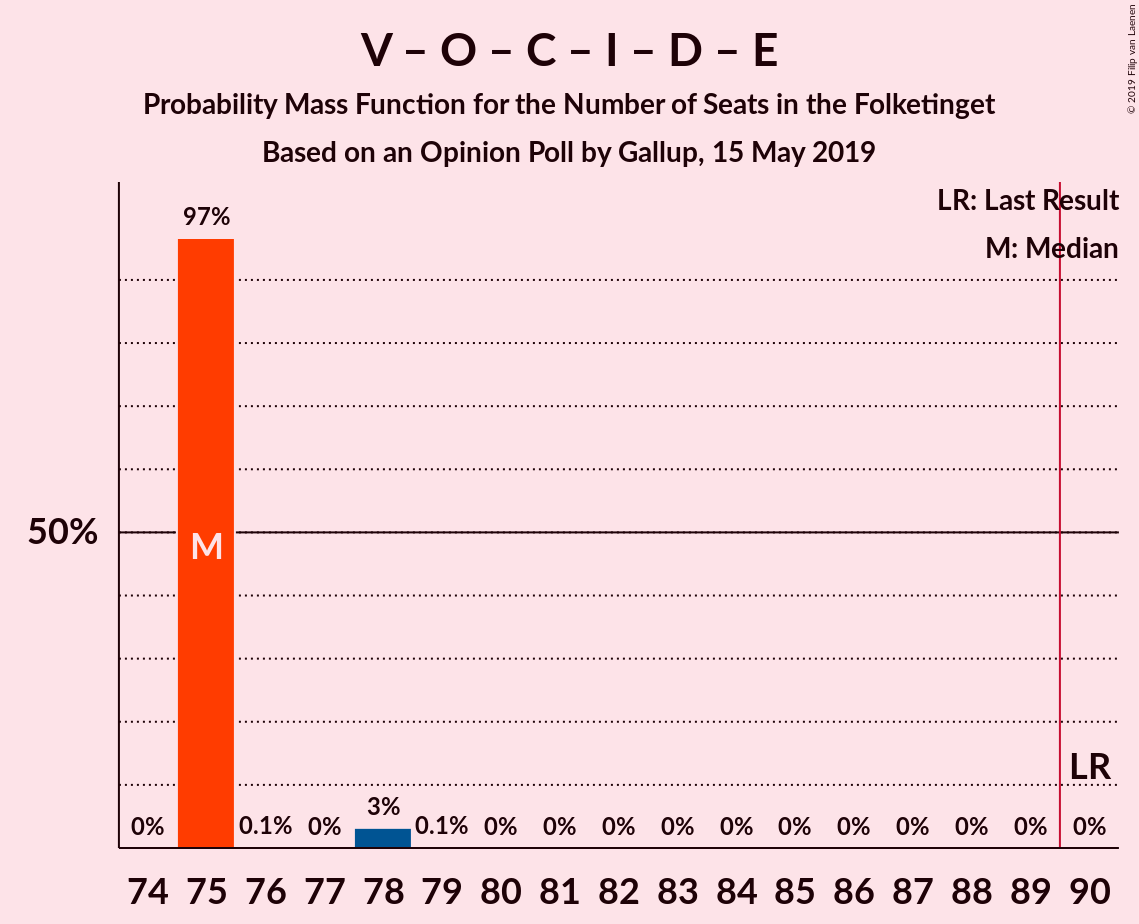 V – O – C – I – D – E
Probability Mass Function for the Number of Seats in the Folketinget
Based on an Opinion Poll by Gallup, 15 May 2019
© 2019 Filip van Laenen
LR: Last Result
M: Median
97%
50%
M
LR
0% 0.1% 0% 3% 0.1% 0% 0% 0% 0% 0% 0% 0% 0% 0% 0% 0%
74 75 76 77 78 79 80 81 82 83 84 85 86 87 88 89 90